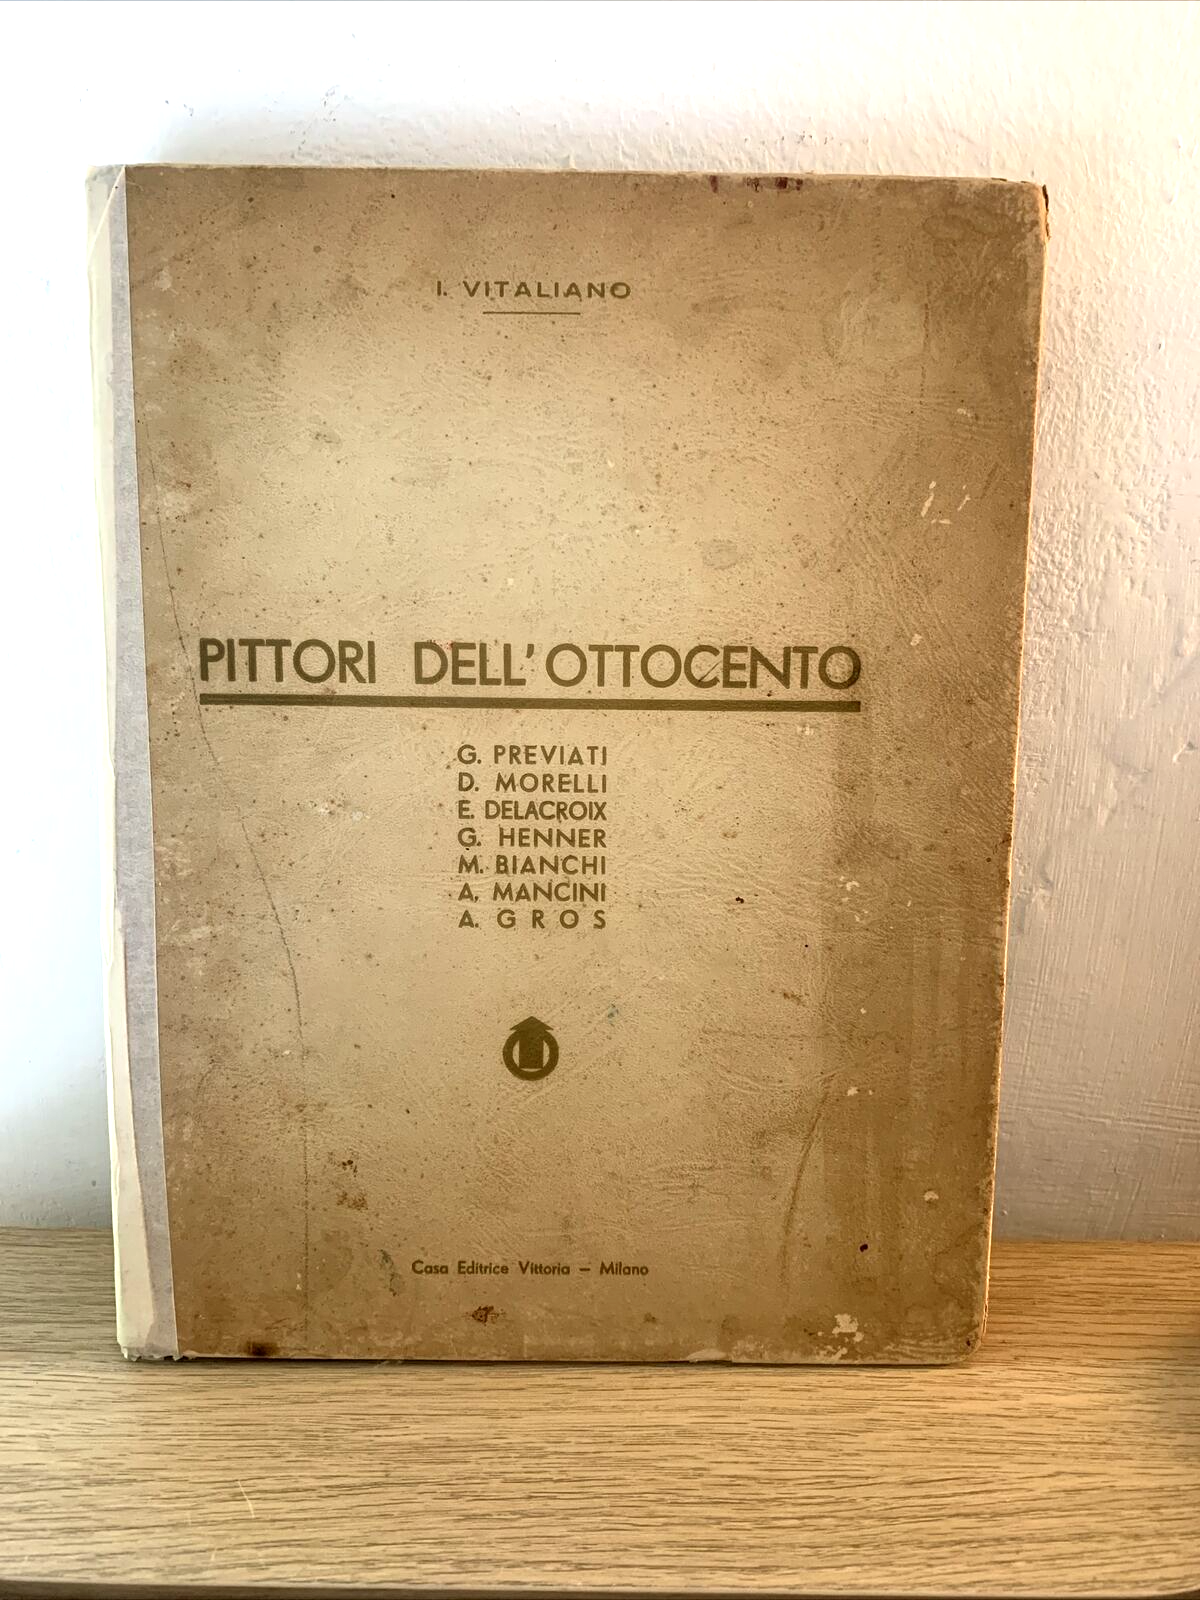 I. VITALIANO
PITTORI DELL'OTTOCENTO
G. PREVIATI
D. MORELLI
E. DELACROIX
G. HENNER
M. BIANCHI
A. MANCINI
A. GROS
Casa Editrice Vittoria – Milano